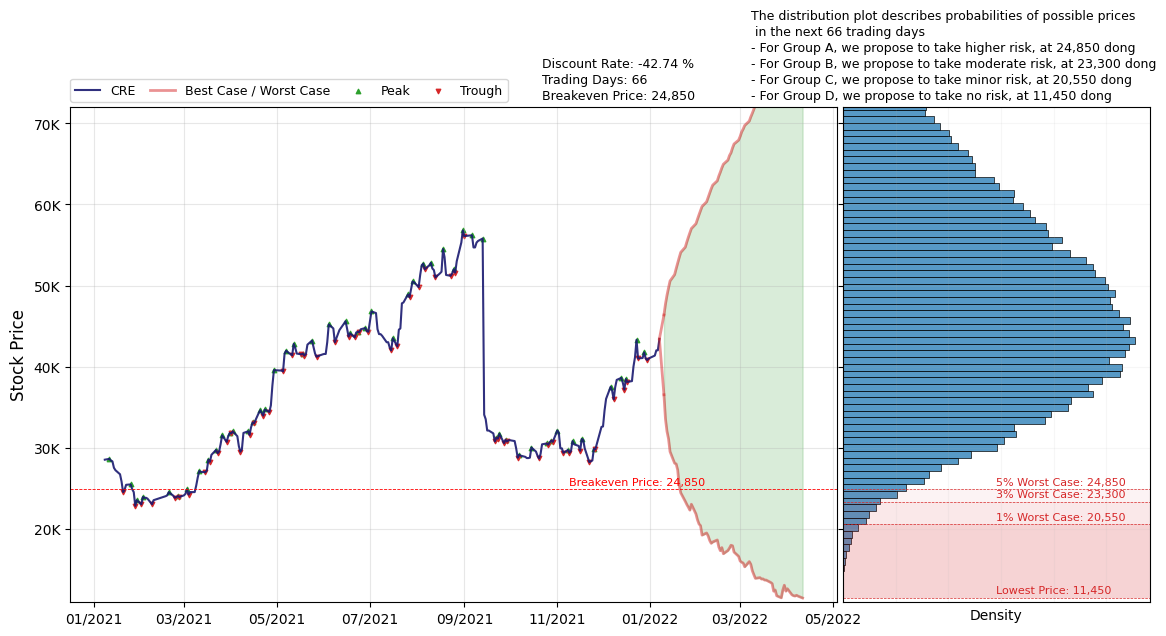 The distribution plot describes probabilities of possible prices
in the next 66 trading days
- For Group A, we propose to take higher risk, at 24,850 dong
- For Group B, we propose to take moderate risk, at 23,300 dong
- For Group C, we propose to take minor risk, at 20,550 dong
- For Group D, we propose to take no risk, at 11,450 dong
Discount Rate: -42.74 %
Trading Days: 66
Breakeven Price: 24,850
CRE
Best Case / Worst Case
Peak
Trough
Stock Price
70K
60K
50K
40K
30K
20K
Breakeven Price: 24,850
5% Worst Case: 24,850
3% Worst Case: 23,300
1% Worst Case: 20,550
Lowest Price: 11,450
01/2021
03/2021
05/2021
07/2021
09/2021
11/2021
01/2022
03/2022
05/2022
Density